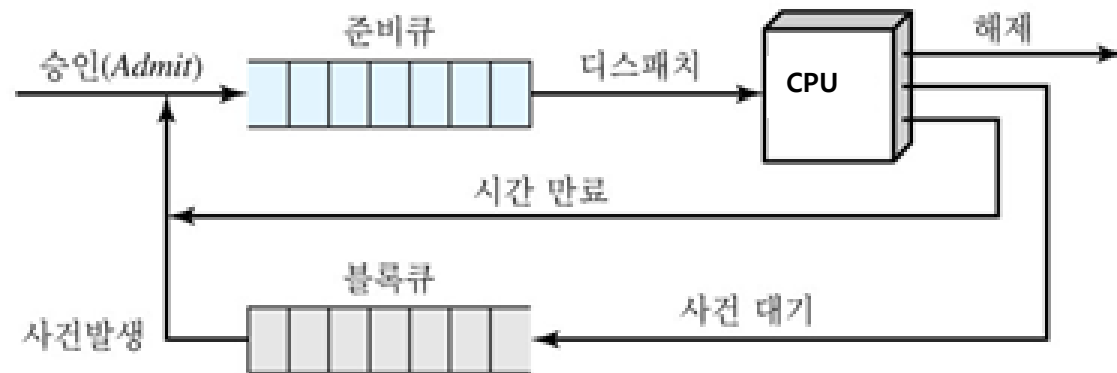 준비큐
해제
승인(Admit)
디스패치
CPU
시간 만료
블록큐
사건 대기
사건발생